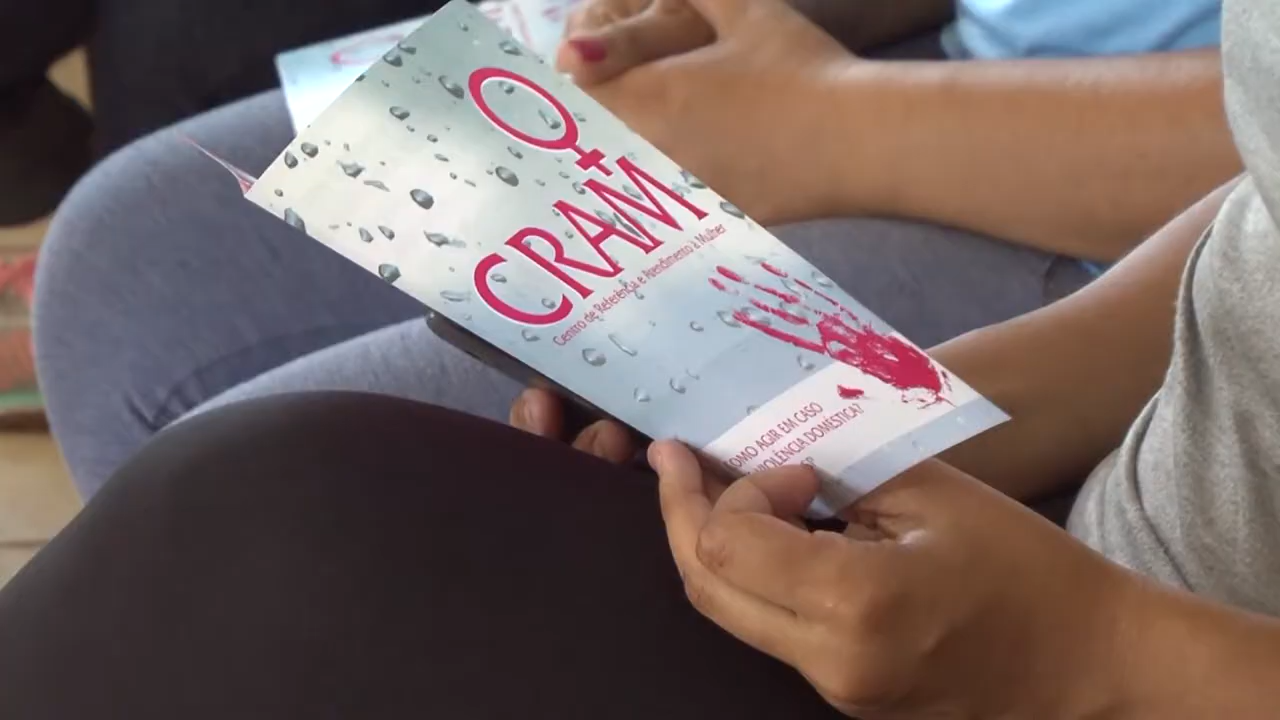 CRAM
Centro de Referência e Atendimento à Mulher
COMO AGIR EM CASO
VIOLÊNCIA DOMÉSTICA?